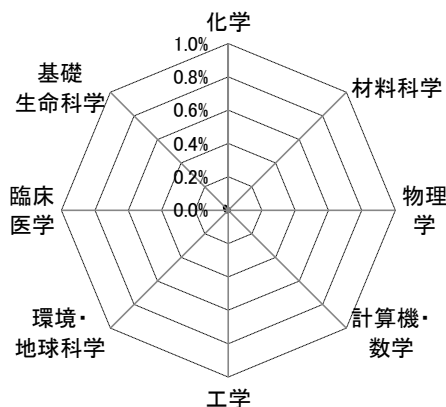 化学
1.0%
0.8%
0.6%
0.4%
0.2%
0.0%
基礎
生命科学
材料科学
臨床
医学
物理
学
環境・
地球科学
計算機・
数学
工学